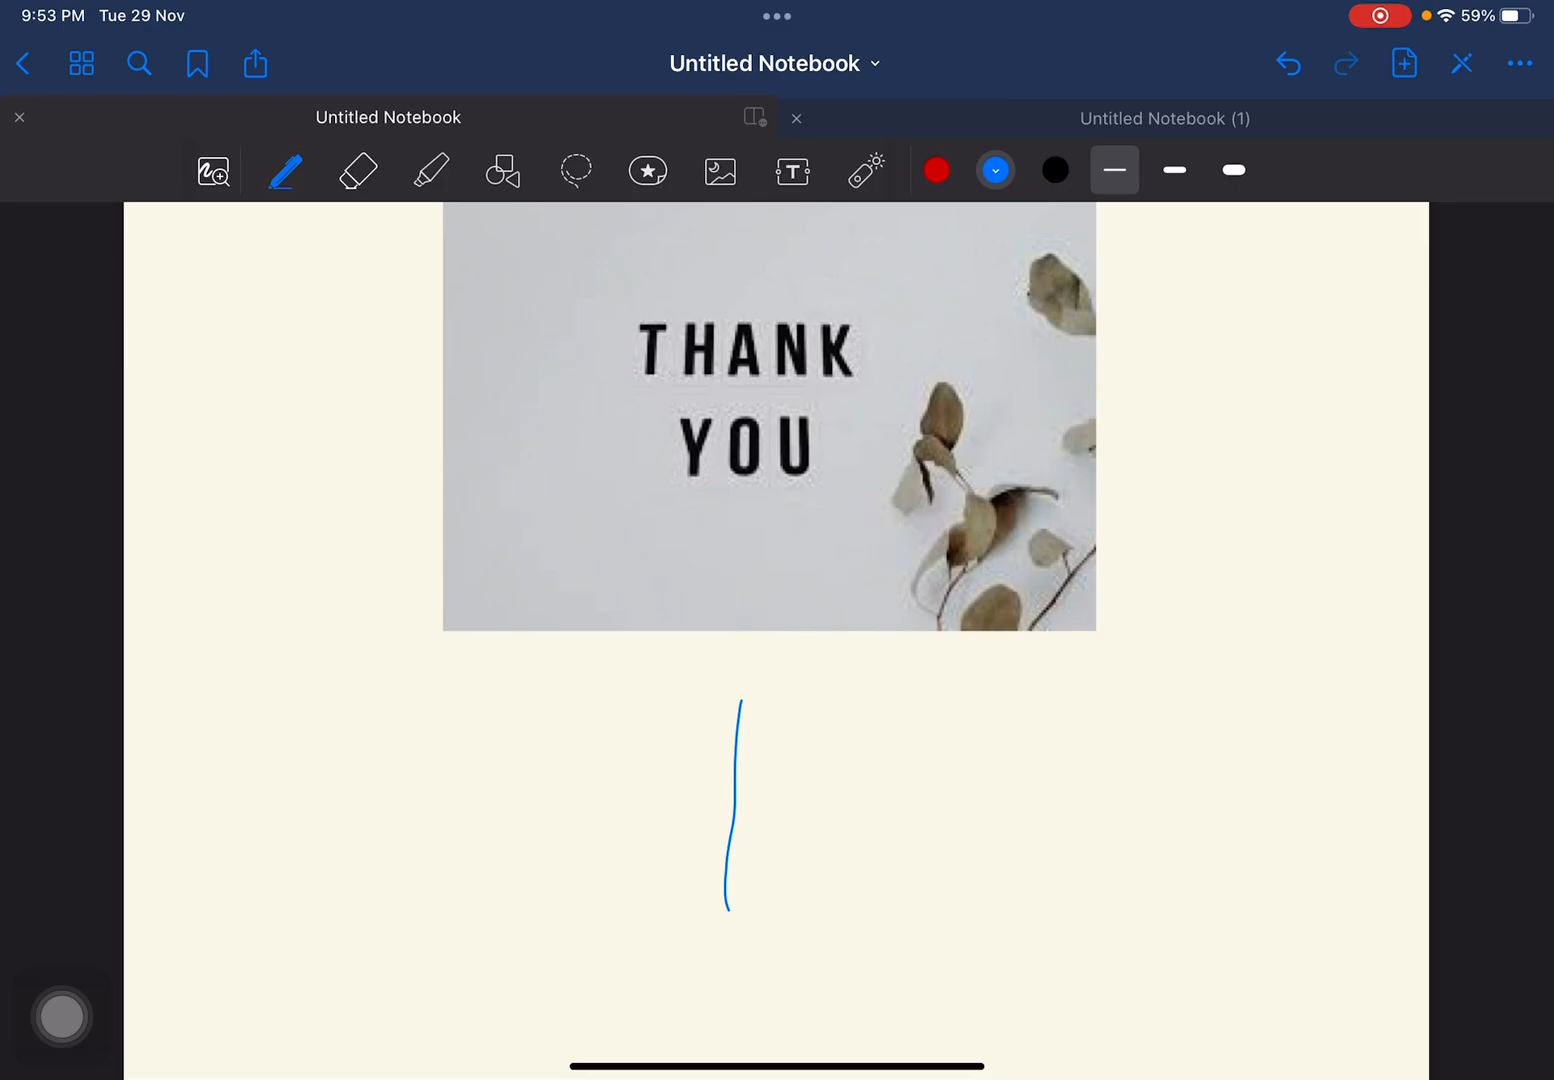 9:53 PM Tue 29 Nov
59%
Untitled Notebook
Untitled Notebook
Untitled Notebook (1)
T
THANK
YOU